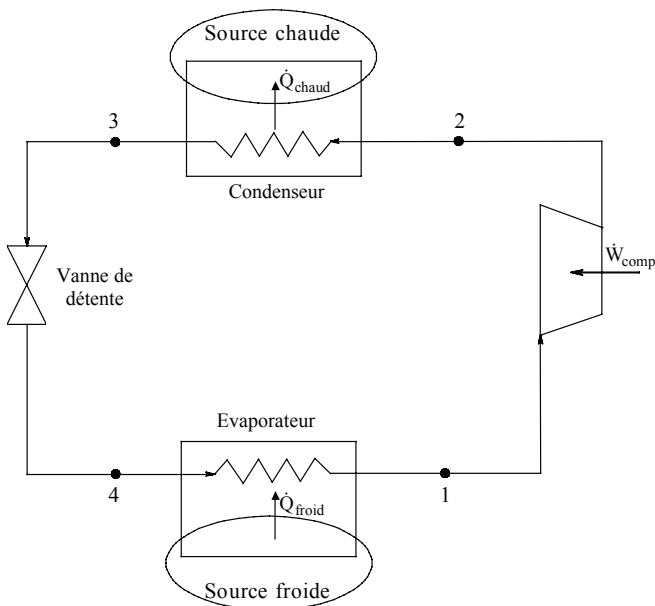 Source chaude
Q̇chaud
3
2
Condenseur
Vanne de
détente
Ẇcomp
Evaporateur
4
1
Q̇froid
Source froide